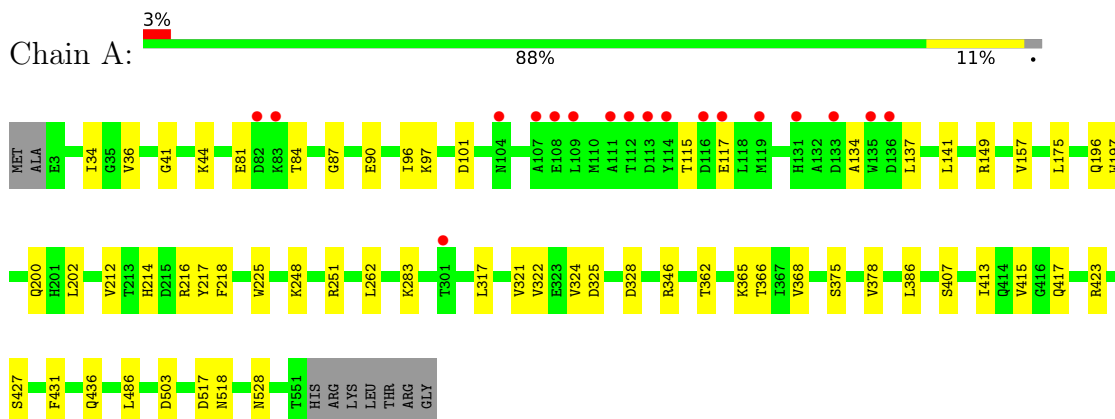 3%
Chain A:
88% 11% •
MET ALA E3 I34 G35 V36 G41 K44 E81 D82 K83 T84 G87 E90 I96 K97 D101 N104 A107 E108 L109 M110 A111 T112 D113 Y114 T115 D116 E117 L118 M119 H131 A132 D133 A134 W135 D136 L137 L141 R149 V157 L175 Q196 W197
Q200 H201 L202 V212 T213 H214 D215 R216 Y217 F218 W225 K248 R251 L262 K283 T301 L317 V321 V322 E323 V324 D325 D328 R346 T362 K365 T366 I367 V368 S375 V378 L386 S407 I413 Q414 V415 G416 Q417 R423
S427 F431 Q436 L486 D503 D517 N518 N528 T551 HIS ARG LYS LEU THR ARG GLY